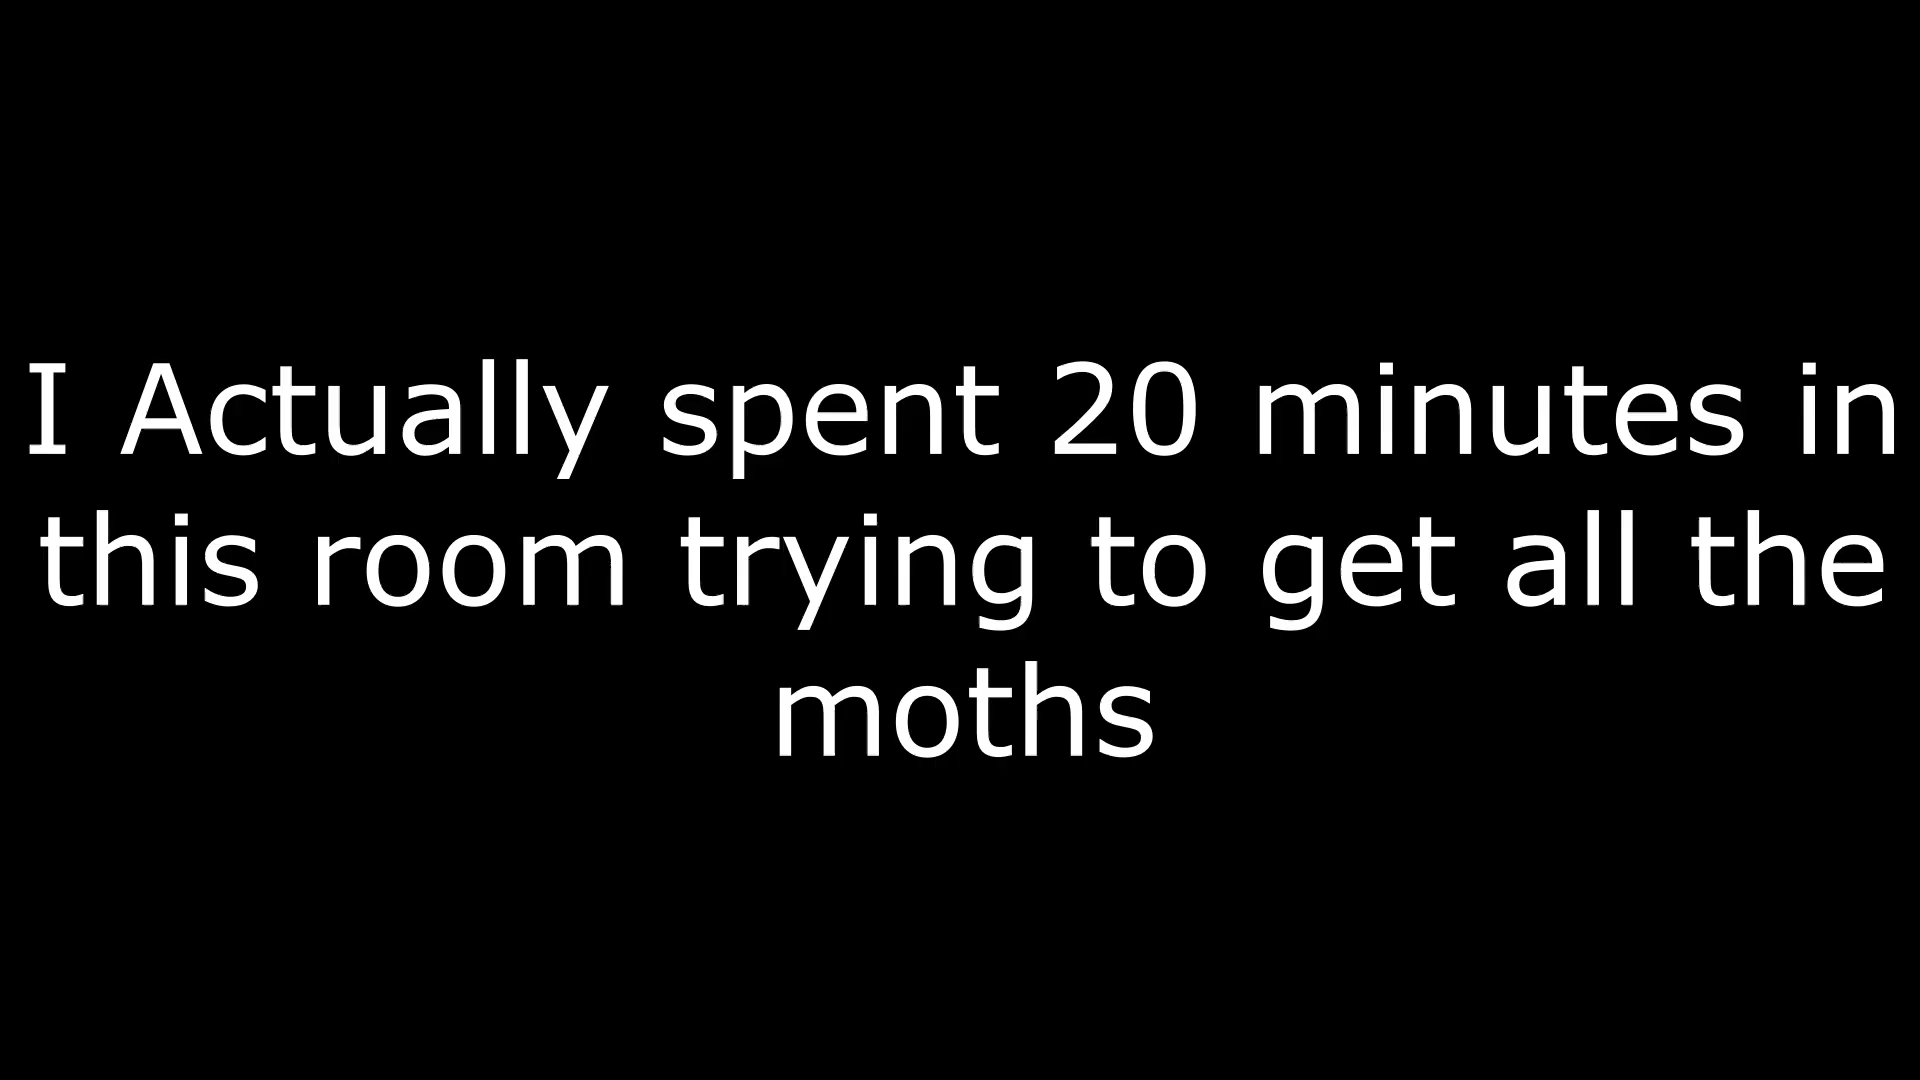 I Actually spent 20 minutes in
this room trying to get all the
moths